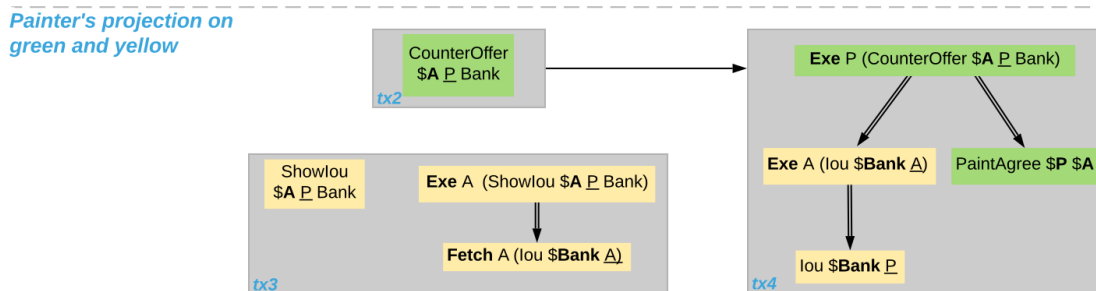 Painter's projection on
green and yellow
CounterOffer
$A P Bank
tx2
Exe P (CounterOffer $A P Bank)
Exe A (Iou $Bank A)
PaintAgree $P $A
Iou $Bank P
tx4
ShowIou
$A P Bank
Exe A (ShowIou $A P Bank)
Fetch A (Iou $Bank A)
tx3